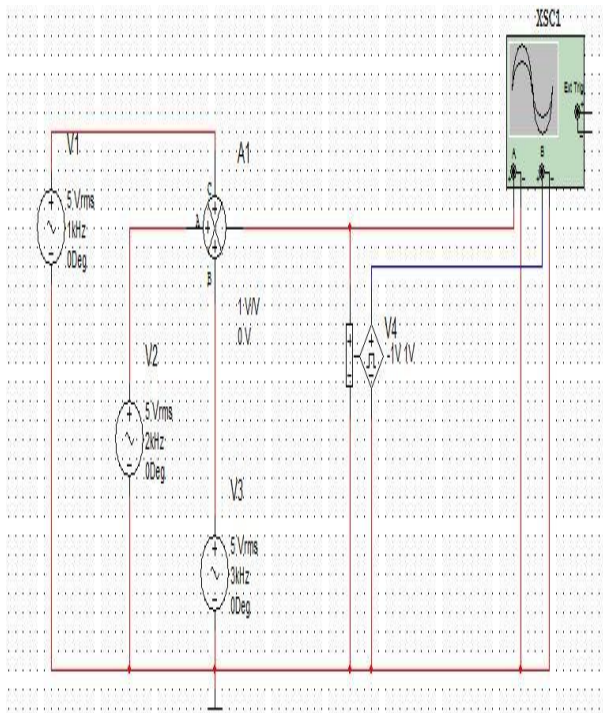 XSC1
Ext Trig
A
B
V1
5 Vrms
1kHz
0Deg
A1
C
A
B
1 V/V
0 V
V2
5 Vrms
2kHz
0Deg
V4
-1V 1V
V3
5 Vrms
3kHz
0Deg